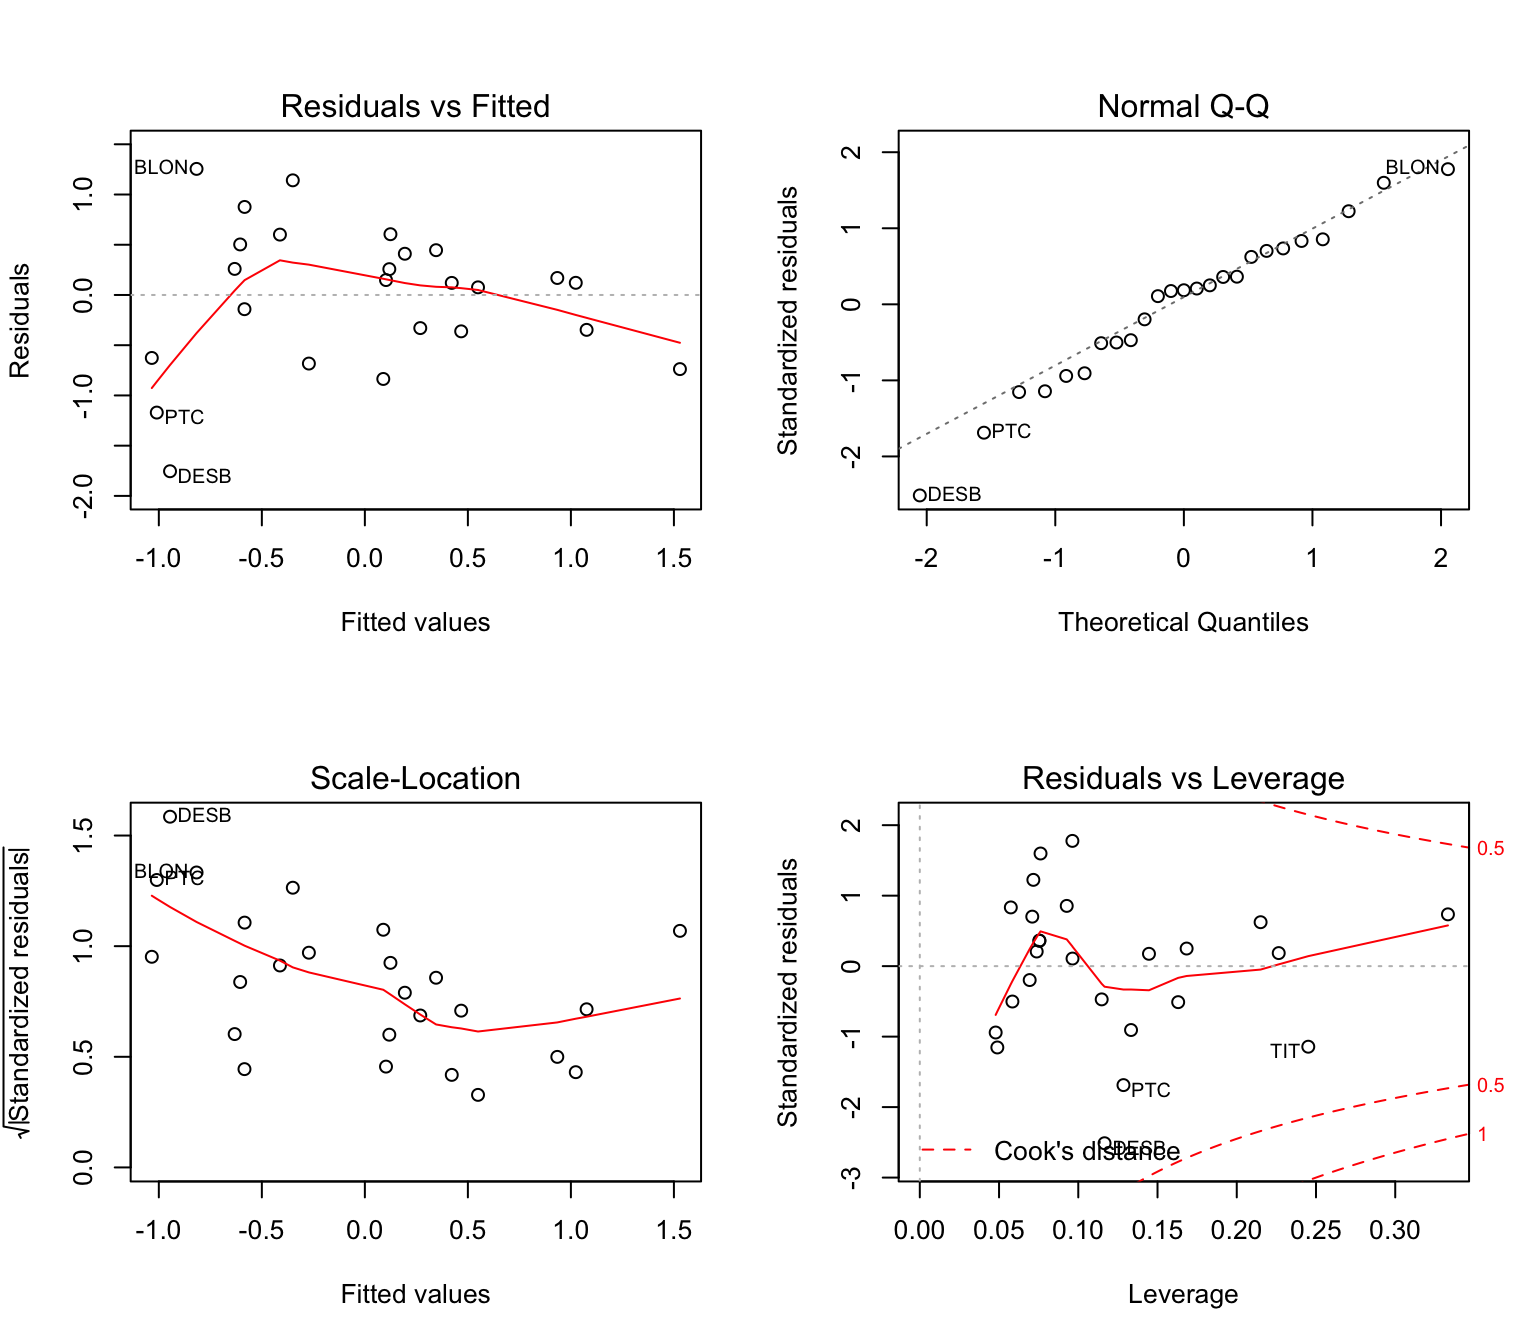 Residuals vs Fitted
Residuals
1.0
0.0
-1.0
-2.0
BLON
PTC
DESB
-1.0 -0.5 0.0 0.5 1.0 1.5
Fitted values
Normal Q-Q
Standardized residuals
2
1
0
-1
-2
BLON
PTC
DESB
-2 -1 0 1 2
Theoretical Quantiles
Scale-Location
√|Standardized residuals|
1.5
1.0
0.5
0.0
DESB
BLON
PTC
-1.0 -0.5 0.0 0.5 1.0 1.5
Fitted values
Residuals vs Leverage
Standardized residuals
2
1
0
-1
-2
-3
0.5
0.5
1
TIT
PTC
DESB
Cook's distance
0.00 0.05 0.10 0.15 0.20 0.25 0.30
Leverage